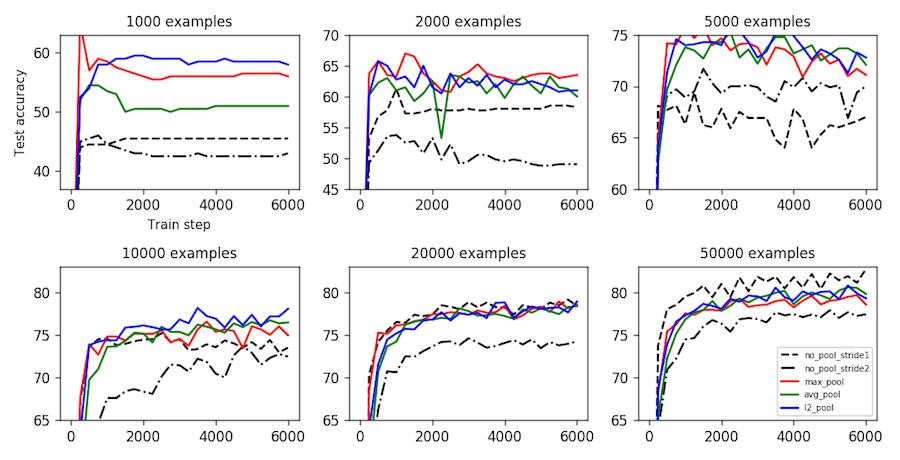 1000 examples
2000 examples
5000 examples
Test accuracy
60
50
40
0 2000 4000 6000
Train step
70
65
60
55
50
45
0 2000 4000 6000
75
70
65
60
0 2000 4000 6000
10000 examples
20000 examples
50000 examples
80
75
70
65
0 2000 4000 6000
80
75
70
65
0 2000 4000 6000
80
75
70
65
0 2000 4000 6000
no_pool_stride1
no_pool_stride2
max_pool
avg_pool
l2_pool